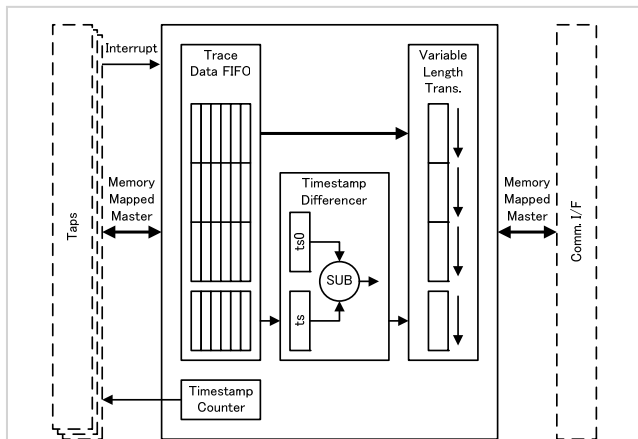 Interrupt
Trace
Data FIFO
Variable
Length
Trans.
Memory
Mapped
Master
Taps
Timestamp
Differencer
ts0
SUB
ts
Memory
Mapped
Master
Comm. I/F
Timestamp
Counter